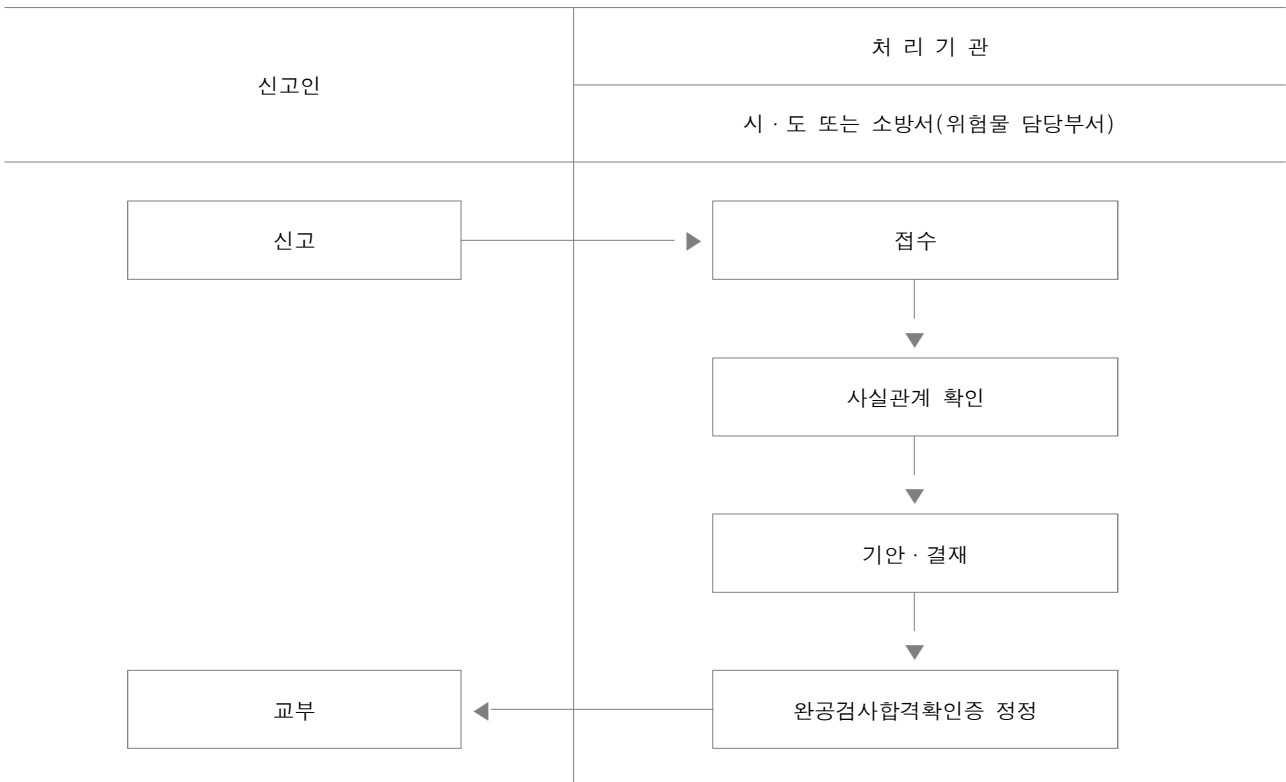 신고인
처 리 기 관
시 · 도 또는 소방서(위험물 담당부서)
신고
접수
사실관계 확인
기안 · 결재
교부
완공검사합격확인증 정정